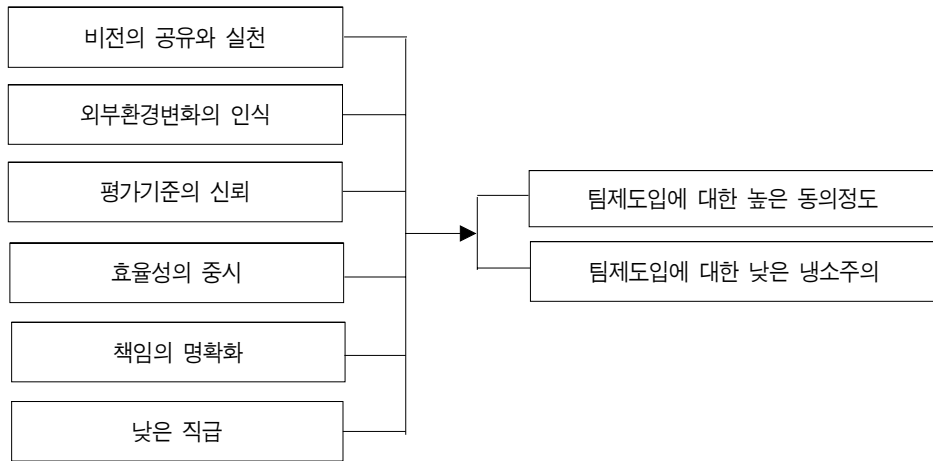 비전의 공유와 실천
외부환경변화의 인식
평가기준의 신뢰
효율성의 중시
책임의 명확화
낮은 직급
팀제도입에 대한 높은 동의정도
팀제도입에 대한 낮은 냉소주의